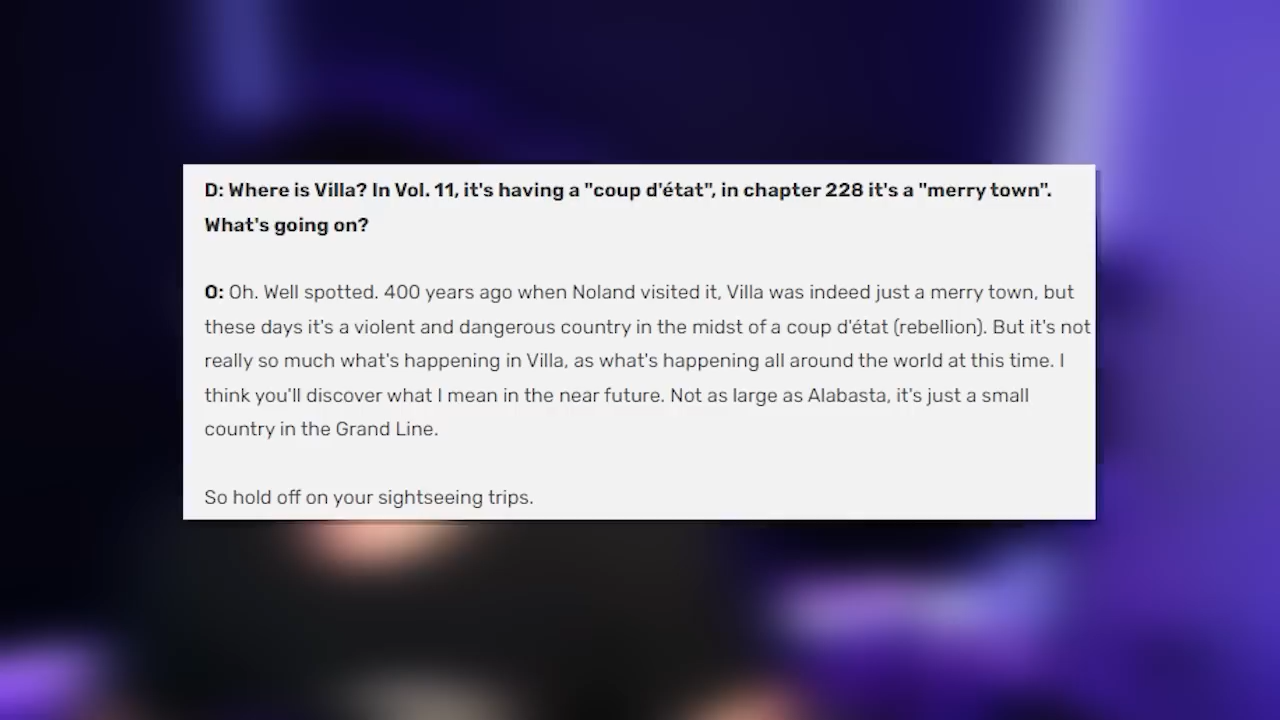 D: Where is Villa? In Vol. 11, it's having a "coup d'état", in chapter 228 it's a "merry town".
What's going on?
O: Oh. Well spotted. 400 years ago when Noland visited it, Villa was indeed just a merry town, but
these days it's a violent and dangerous country in the midst of a coup d'état (rebellion). But it's not
really so much what's happening in Villa, as what's happening all around the world at this time. I
think you'll discover what I mean in the near future. Not as large as Alabasta, it's just a small
country in the Grand Line.
So hold off on your sightseeing trips.